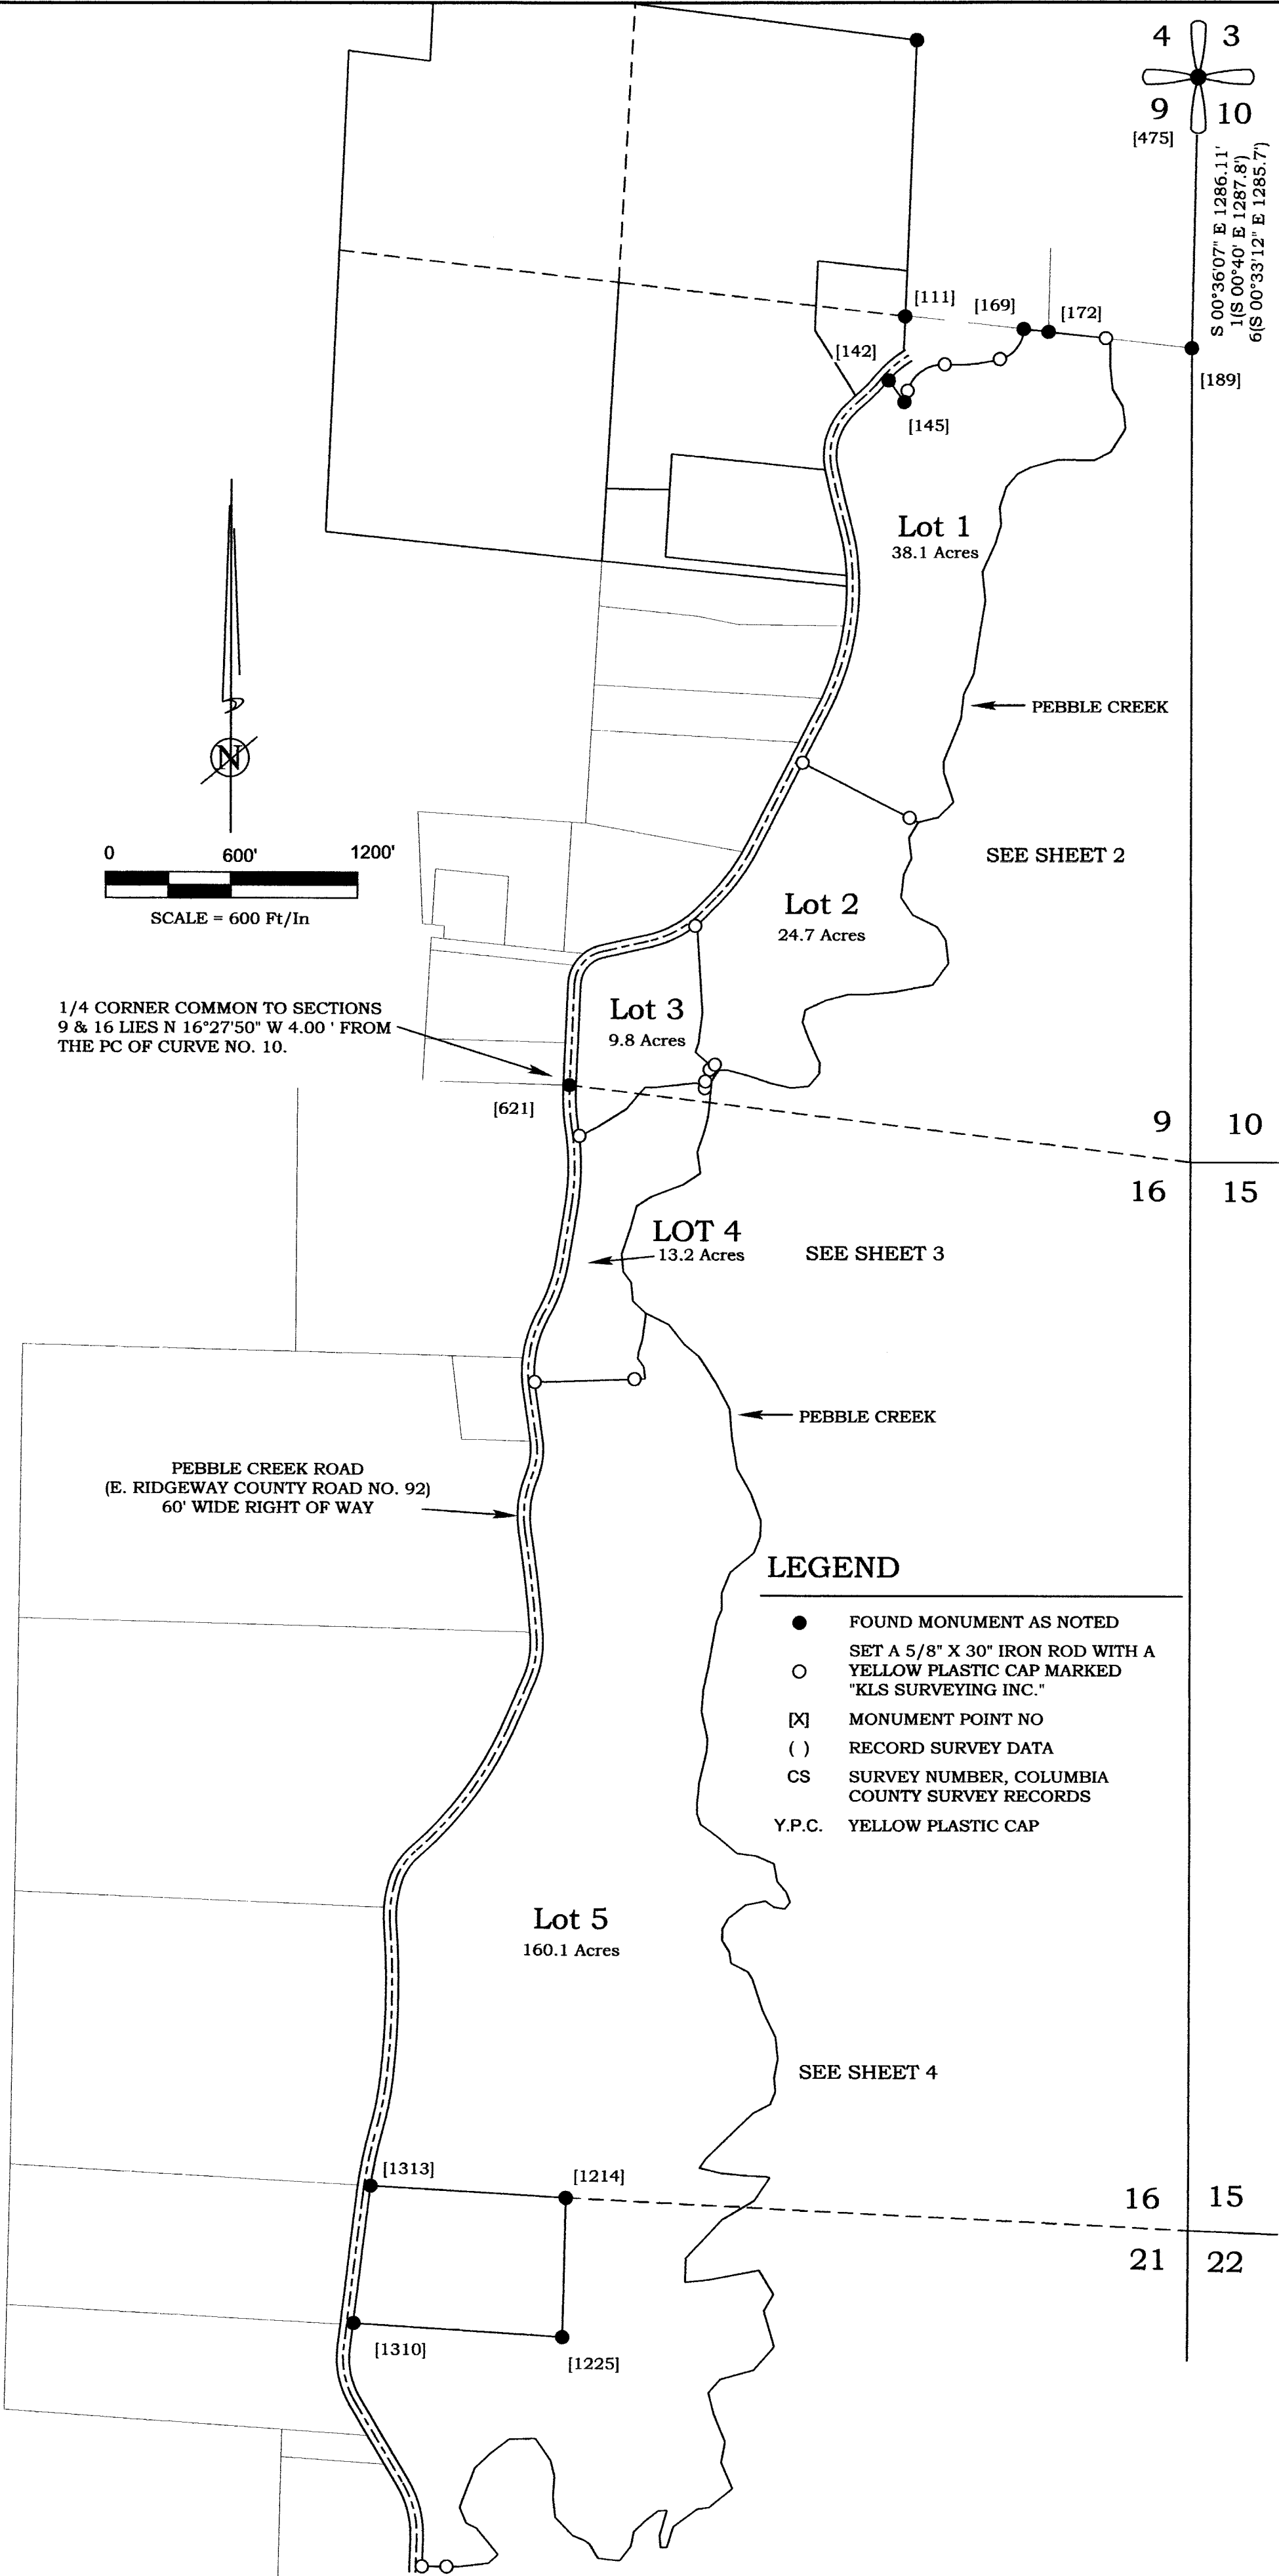 4 3
9 10
[475]
S 00°36'07" E 1286.11'
1(S 00°40' E 1287.8')
6(S 00°33'12" E 1285.7')
[111]
[169]
[172]
[142]
[189]
[145]
Lot 1
38.1 Acres
PEBBLE CREEK
N
0 600' 1200'
SCALE = 600 Ft/In
SEE SHEET 2
Lot 2
24.7 Acres
1/4 CORNER COMMON TO SECTIONS
9 & 16 LIES N 16°27'50" W 4.00 ' FROM
THE PC OF CURVE NO. 10.
Lot 3
9.8 Acres
[621]
9 10
16 15
LOT 4
13.2 Acres
SEE SHEET 3
PEBBLE CREEK
PEBBLE CREEK ROAD
(E. RIDGEWAY COUNTY ROAD NO. 92)
60' WIDE RIGHT OF WAY
LEGEND
FOUND MONUMENT AS NOTED
SET A 5/8" X 30" IRON ROD WITH A
YELLOW PLASTIC CAP MARKED
"KLS SURVEYING INC."
[X] MONUMENT POINT NO
( ) RECORD SURVEY DATA
CS SURVEY NUMBER, COLUMBIA
COUNTY SURVEY RECORDS
Y.P.C. YELLOW PLASTIC CAP
Lot 5
160.1 Acres
SEE SHEET 4
[1313]
[1214]
16 15
21 22
[1310]
[1225]